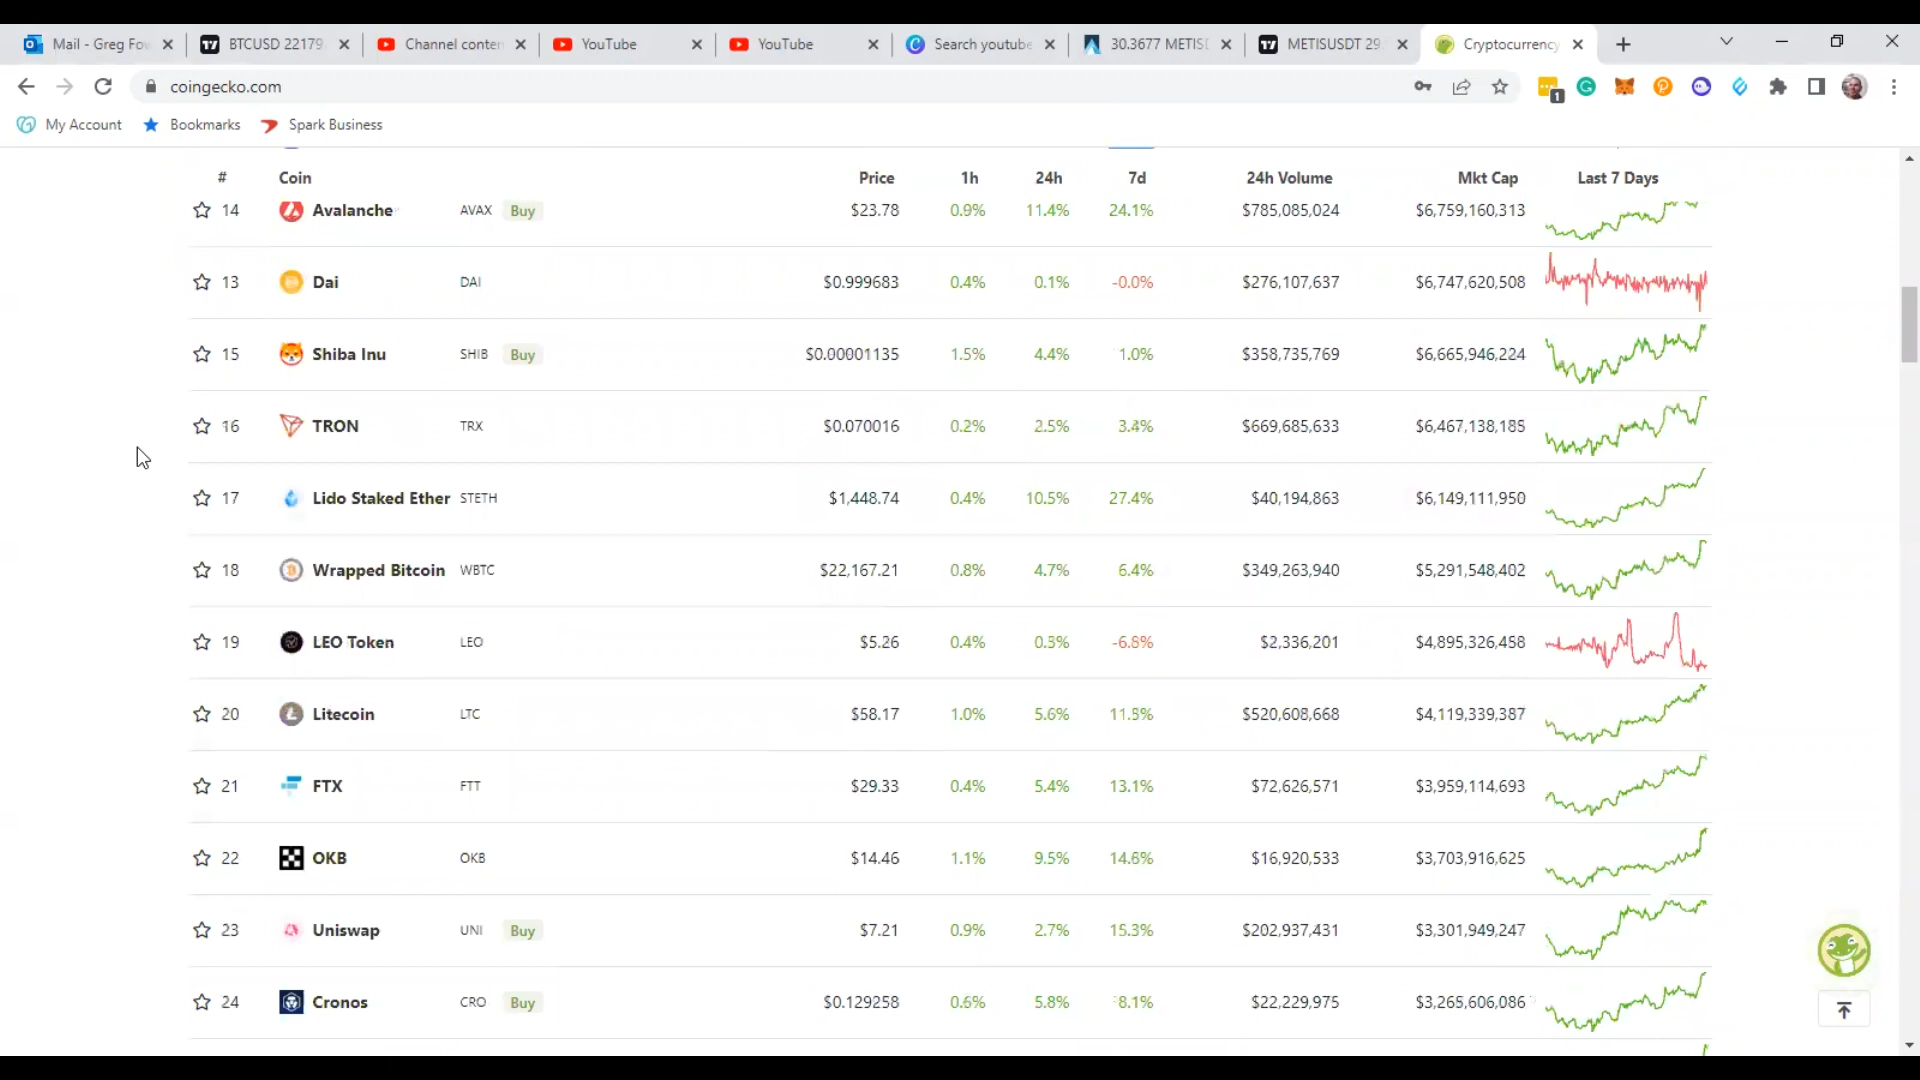 Mail - Greg Fo
BTCUSD 22179.
Channel conten
YouTube
YouTube
Search youtube
30.3677 METIS
METISUSDT 29.
Cryptocurrency
coingecko.com
1
My Account
Bookmarks
Spark Business
# Coin Price 1h 24h 7d 24h Volume Mkt Cap Last 7 Days
14 Avalanche AVAX Buy $23.78 0.9% 11.4% 24.1% $785,085,024 $6,759,160,313
13 Dai DAI $0.999683 0.4% 0.1% -0.0% $276,107,637 $6,747,620,508
15 Shiba Inu SHIB Buy $0.00001135 1.5% 4.4% 1.0% $358,735,769 $6,665,946,224
16 TRON TRX $0.070016 0.2% 2.5% 3.4% $669,685,633 $6,467,138,185
17 Lido Staked Ether STETH $1,448.74 0.4% 10.5% 27.4% $40,194,863 $6,149,111,950
18 Wrapped Bitcoin WBTC $22,167.21 0.8% 4.7% 6.4% $349,263,940 $5,291,548,402
19 LEO Token LEO $5.26 0.4% 0.3% -6.8% $2,336,201 $4,895,326,458
20 Litecoin LTC $58.17 1.0% 5.6% 11.8% $520,608,668 $4,119,339,387
21 FTX FTT $29.33 0.4% 5.4% 13.1% $72,626,571 $3,959,114,693
22 OKB OKB $14.46 1.1% 9.5% 14.6% $16,920,533 $3,703,916,625
23 Uniswap UNI Buy $7.21 0.9% 2.7% 15.3% $202,937,431 $3,301,949,247
24 Cronos CRO Buy $0.129258 0.6% 5.8% 8.1% $22,229,975 $3,265,606,086